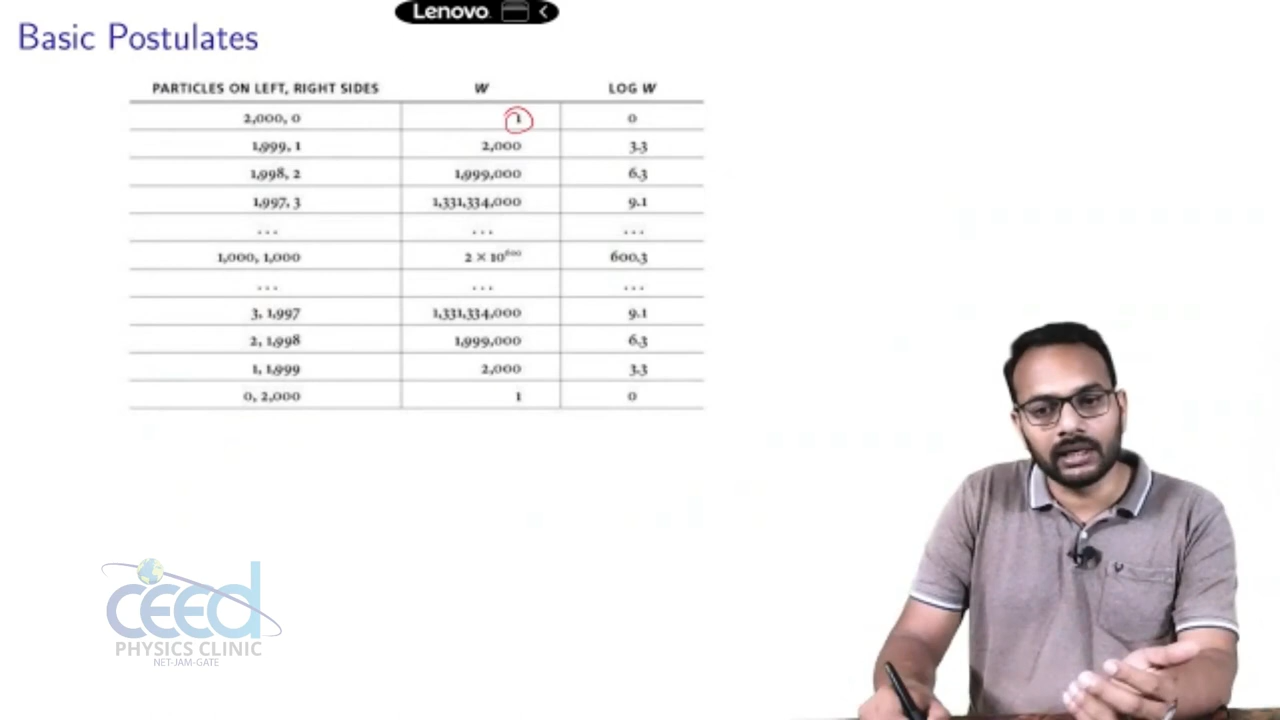 Lenovo
Basic Postulates
PARTICLES ON LEFT, RIGHT SIDES W LOG W
2,000, 0 1 0
1,999, 1 2,000 3.3
1,998, 2 1,999,000 6.3
1,997, 3 1,331,334,000 9.1
... ... ...
1,000, 1,000 2 × 10⁶⁰⁰ 600.3
... ... ...
3, 1,997 1,331,334,000 9.1
2, 1,998 1,999,000 6.3
1, 1,999 2,000 3.3
0, 2,000 1 0
ceed
PHYSICS CLINIC
NET-JAM-GATE